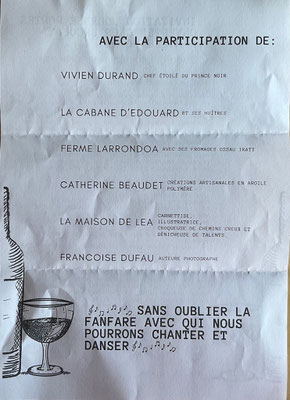 AVEC LA PARTICIPATION DE:
VIVIEN DURAND CHEF ÉTOILÉ DU PRINCE NOIR
LA CABANE D'EDOUARD ET SES HUÎTRES
FERME LARRONDOA AVEC SES FROMAGES OSSAU IRATY
CATHERINE BEAUDET CRÉATIONS ARTISANALES EN ARGILE
POLYMÈRE
LA MAISON DE LEA CARNETTISTE,
ILLUSTRATRICE,
CROQUEUSE DE CHEMINS CREUX ET
DÉNICHEUSE DE TALENTS
FRANCOISE DUFAU AUTEURE PHOTOGRAPHE
SANS OUBLIER LA
FANFARE AVEC QUI NOUS
POURRONS CHANTER ET
DANSER